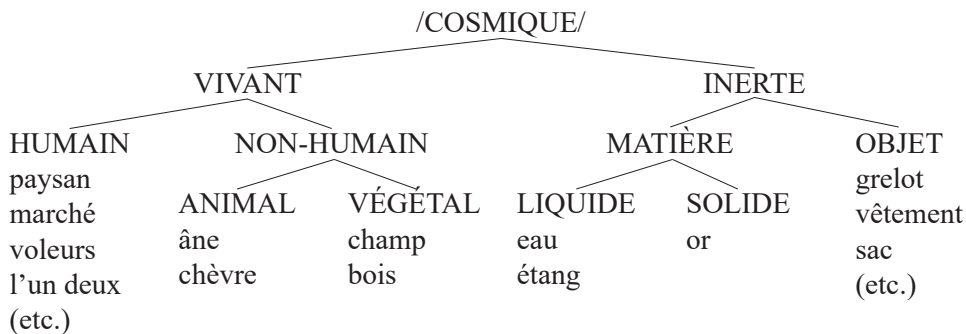 /COSMIQUE/
VIVANT INERTE
HUMAIN NON-HUMAIN MATIÈRE OBJET
paysan grelot
marché ANIMAL VÉGÉTAL LIQUIDE SOLIDE vêtement
voleurs âne champ eau or sac
l’un deux chèvre bois étang (etc.)
(etc.)